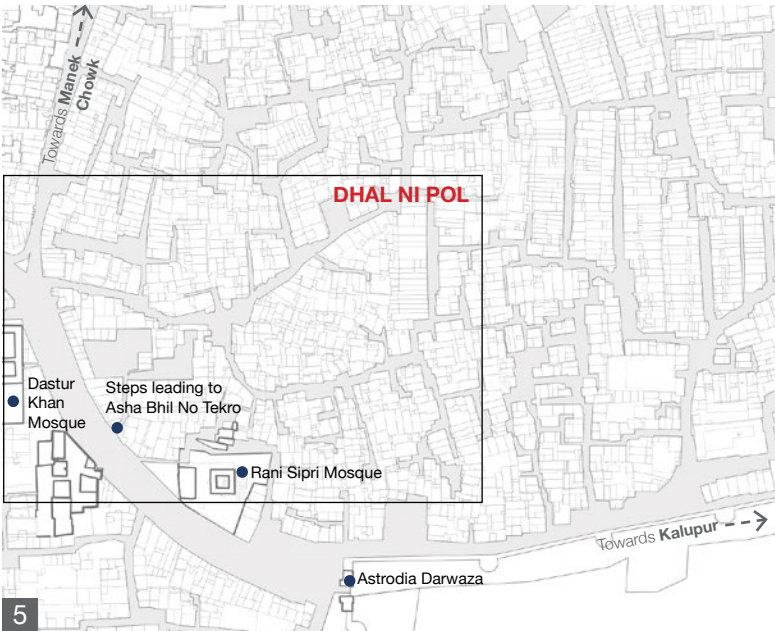 Towards Manek
Chowk
DHAL NI POL
Dastur
Khan
Mosque
Steps leading to
Asha Bhil No Tekro
Rani Sipri Mosque
Towards Kalupur
Astrodia Darwaza
5